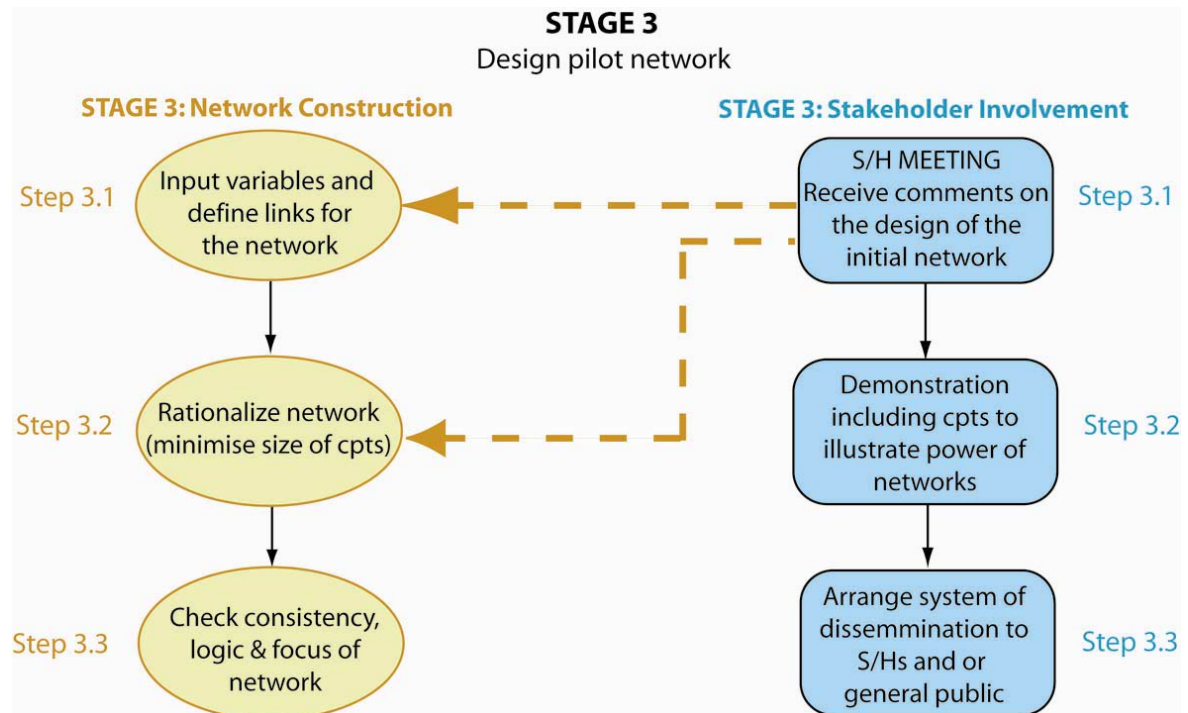 STAGE 3
Design pilot network
STAGE 3: Network Construction
STAGE 3: Stakeholder Involvement
Step 3.1
Input variables and
define links for
the network
S/H MEETING
Receive comments on
the design of the
initial network
Step 3.1
Step 3.2
Rationalize network
(minimise size of cpts)
Demonstration
including cpts to
illustrate power of
networks
Step 3.2
Step 3.3
Check consistency,
logic & focus of
network
Arrange system of
dissemmination to
S/Hs and or
general public
Step 3.3